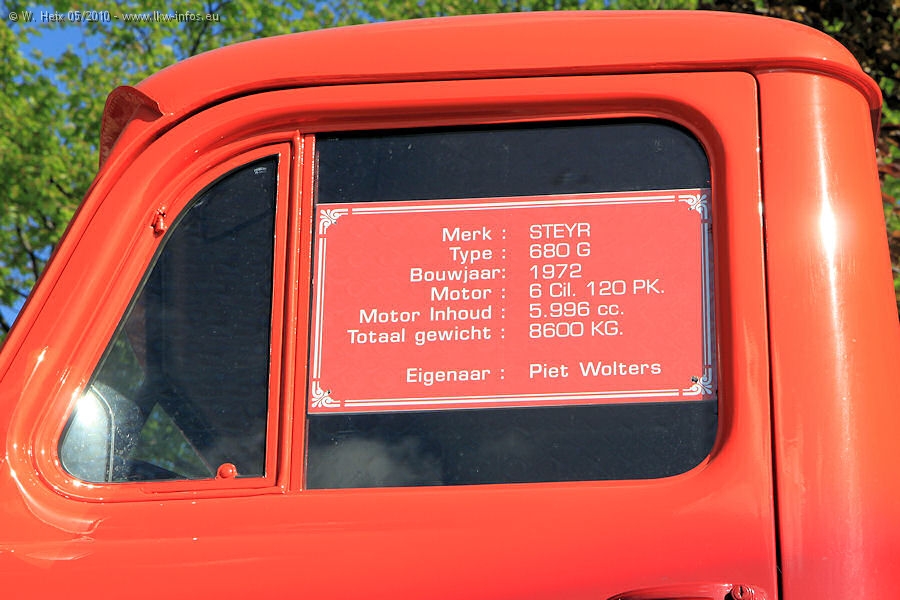 © W. Heix 05/2010 - www.lkw-infos.eu
Merk : STEYR
Type : 680 G
Bouwjaar: 1972
Motor : 6 Cil. 120 PK.
Motor Inhoud : 5.996 cc.
Totaal gewicht : 8600 KG.
Eigenaar : Piet Wolters